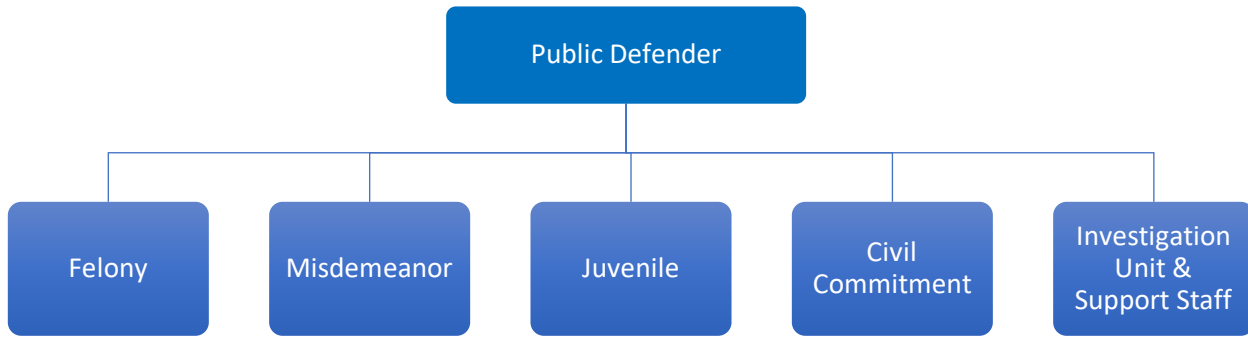 Public Defender
Felony
Misdemeanor
Juvenile
Civil
Commitment
Investigation
Unit &
Support Staff